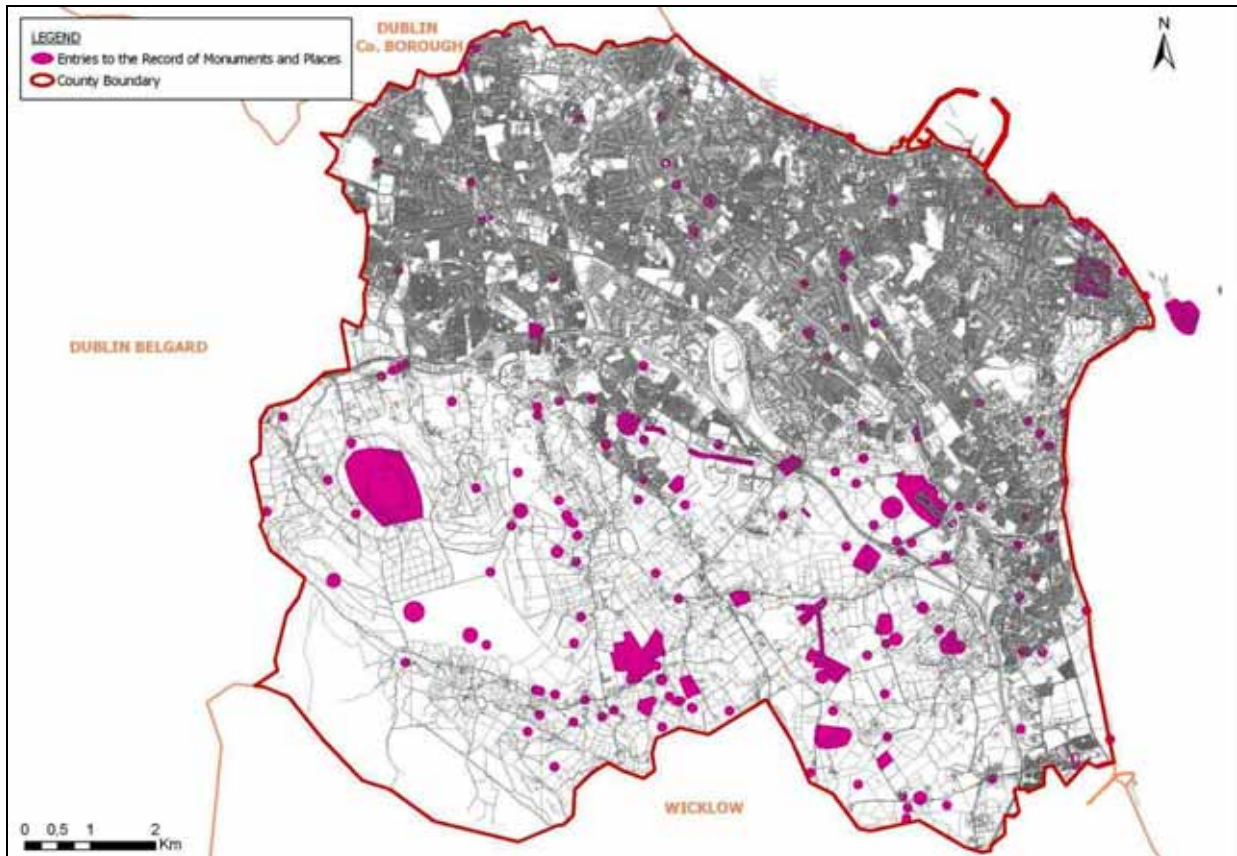 DUBLIN
Co. BOROUGH
LEGEND
Entries to the Record of Monuments and Places
County Boundary
N
DUBLIN BELGARD
WICKLOW
0 0,5 1 2
Km